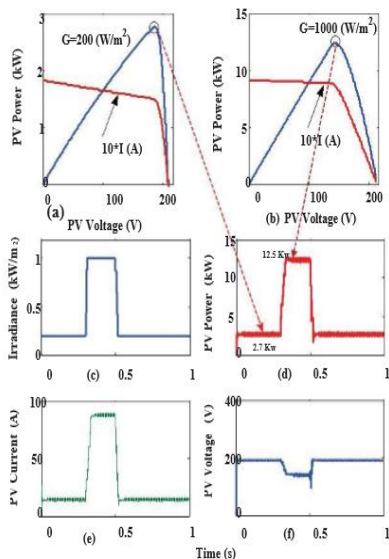 3
G=200 (W/m²)
2
1
0
PV Power (kW)
10*I (A)
(a)
0
100
200
PV Voltage (V)
15
G=1000 (W/m²)
10
5
0
PV Power (kW)
10*I (A)
0
100
200
(b) PV Voltage (V)
Irradiance (kW/m2)
1
0.5
0
(c)
0
0.5
1
PV Power (kW)
15
12.5 Kw
10
5
2.7 Kw
0
(d)
0
0.5
1
PV Current (A)
100
50
0
(e)
0
0.5
1
PV Voltage (V)
400
200
0
(f)
0
0.5
1
Time (s)